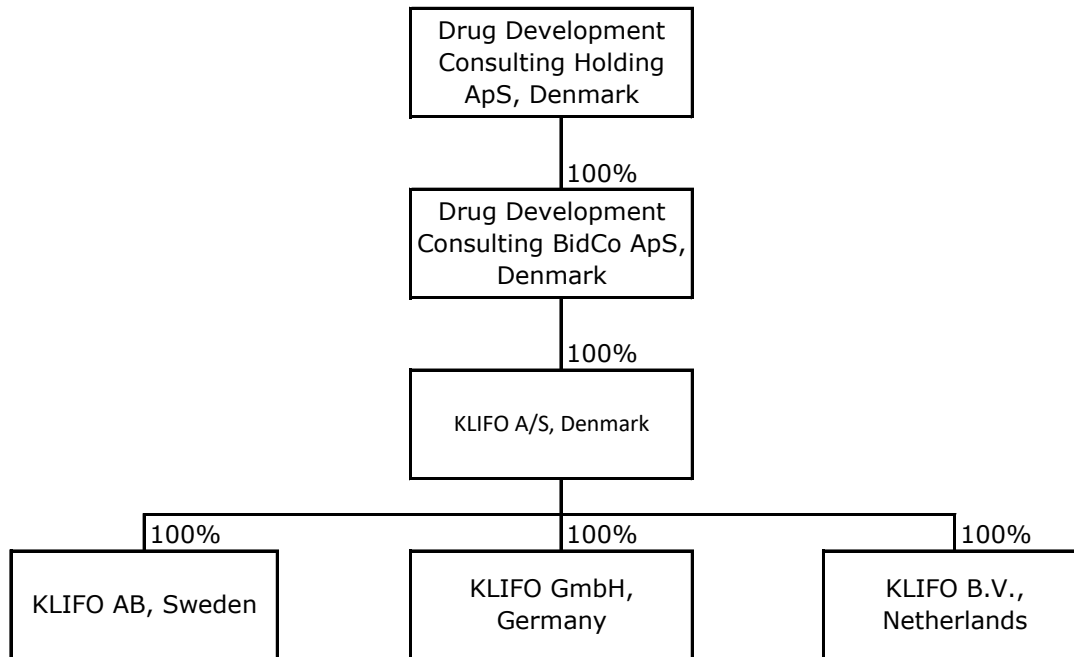 Drug Development
Consulting Holding
ApS, Denmark
100%
Drug Development
Consulting BidCo ApS,
Denmark
100%
KLIFO A/S, Denmark
100%
100%
100%
KLIFO AB, Sweden
KLIFO GmbH,
Germany
KLIFO B.V.,
Netherlands